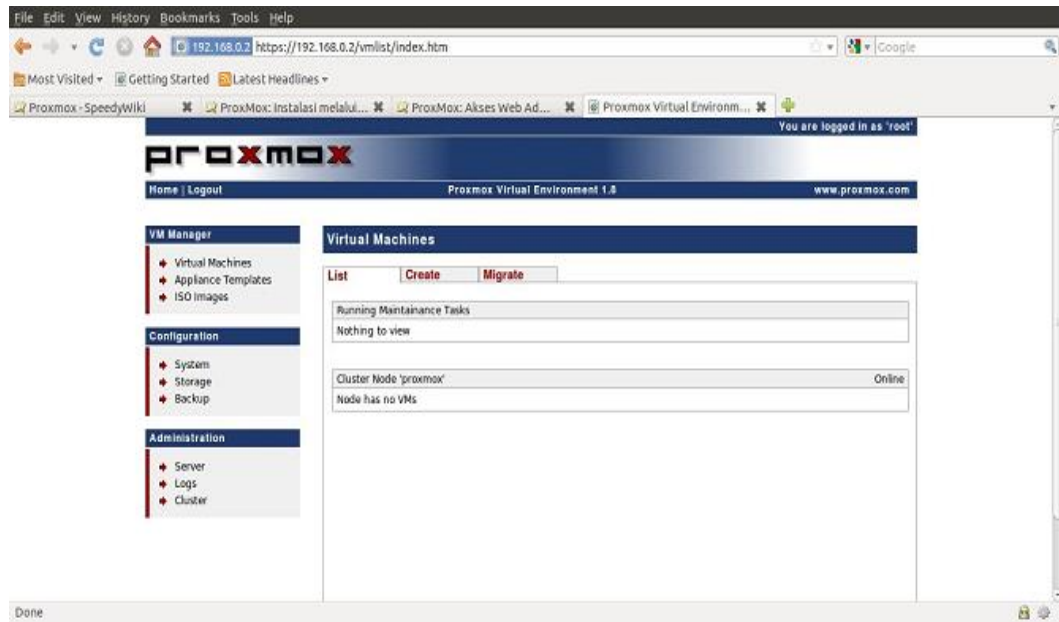 File Edit View History Bookmarks Tools Help
192.168.0.2 https://192.168.0.2/vmlist/index.htm Google
Most Visited Getting Started Latest Headlines
Proxmox - SpeedyWiki ProxMox: Instalasi melalui... ProxMox: Akses Web Ad... Proxmox Virtual Environm...
You are logged in as 'root'
proxmox
Home | Logout Proxmox Virtual Environment 1.8 www.proxmox.com
VM Manager
Virtual Machines
Appliance Templates
ISO Images
Configuration
System
Storage
Backup
Administration
Server
Logs
Cluster
Virtual Machines
List Create Migrate
Running Maintainance Tasks
Nothing to view
Cluster Node 'proxmox' Online
Node has no VMs
Done